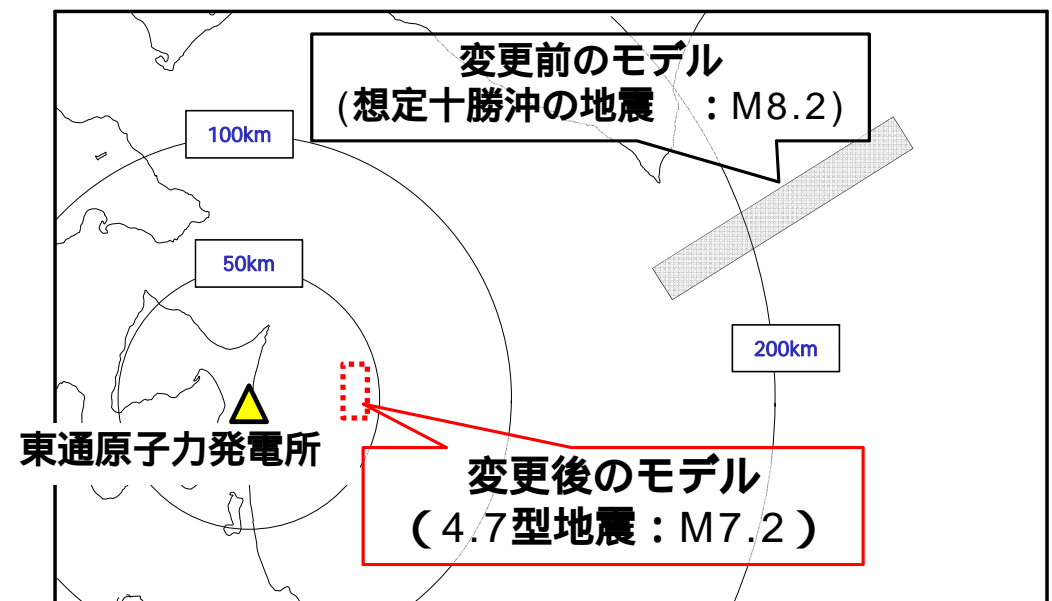 変更前のモデル
(想定十勝沖の地震　：M8.2)
100km
50km
200km
東通原子力発電所
変更後のモデル
（4.7型地震：M7.2）